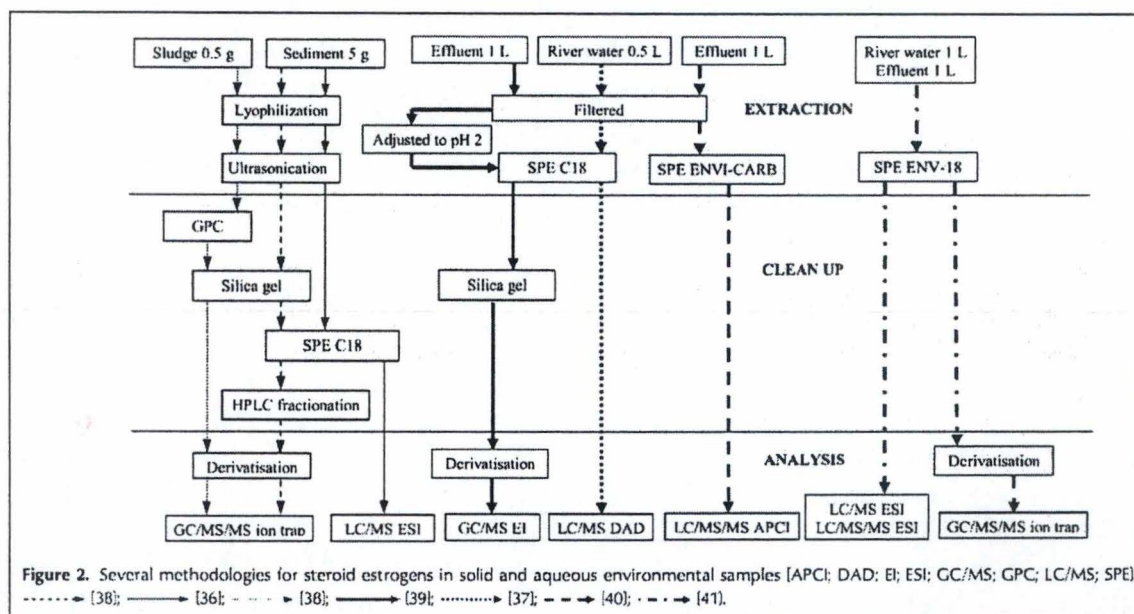 Sludge 0.5 g
Sediment 5 g
Effluent 1 L
River water 0.5 L
Effluent 1 L
River water 1 L
Effluent 1 L
Lyophilization
Filtered
EXTRACTION
Adjusted to pH 2
Ultrasonication
SPE C18
SPE ENVI-CARB
SPE ENV-18
GPC
CLEAN UP
Silica gel
Silica gel
SPE C18
HPLC fractionation
ANALYSIS
Derivatisation
Derivatisation
Derivatisation
GC/MS/MS ion trap
LC/MS ESI
GC/MS EI
LC/MS DAD
LC/MS/MS APCI
LC/MS ESI
LC/MS/MS ESI
GC/MS/MS ion trap
Figure 2. Several methodologies for steroid estrogens in solid and aqueous environmental samples [APCI; DAD; EI; ESI; GC/MS; GPC; LC/MS; SPE]
[38]; [36]; [38]; [39]; [37]; [40]; [41].